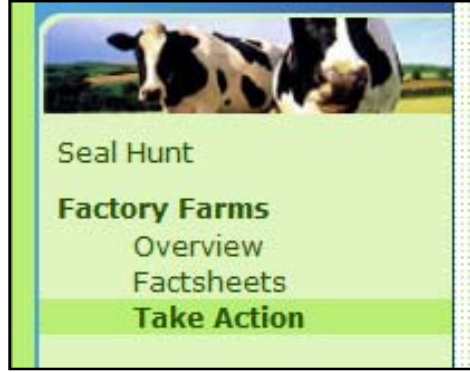 Seal Hunt
Factory Farms
Overview
Factsheets
Take Action